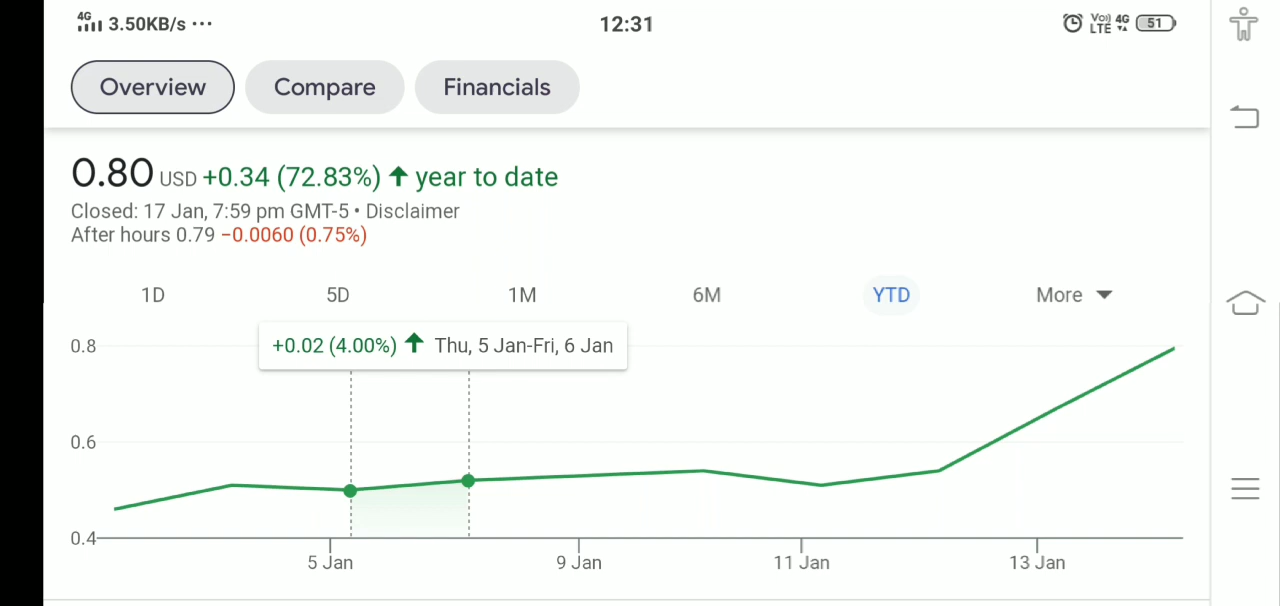 4G 3.50KB/s ··· 12:31 Vo) LTE 4G 51
Overview Compare Financials
0.80 USD +0.34 (72.83%) ↑ year to date
Closed: 17 Jan, 7:59 pm GMT-5 • Disclaimer
After hours 0.79 −0.0060 (0.75%)
1D 5D 1M 6M YTD More
+0.02 (4.00%) ↑ Thu, 5 Jan-Fri, 6 Jan
0.8
0.6
0.4
5 Jan 9 Jan 11 Jan 13 Jan